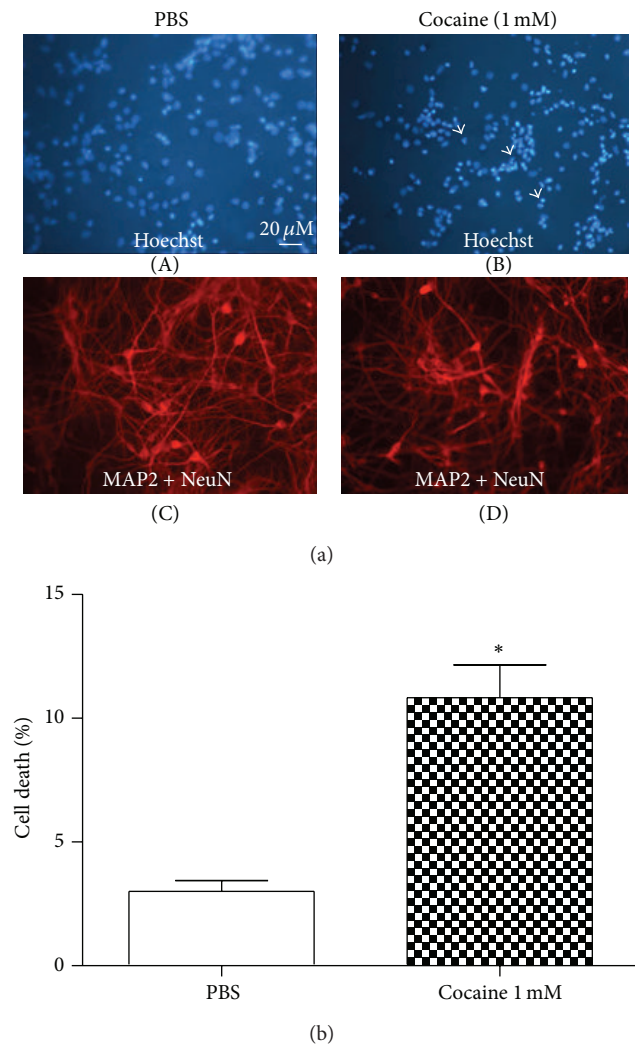 PBS
Cocaine (1 mM)
Hoechst
20 μM
(A)
Hoechst
(B)
MAP2 + NeuN
(C)
MAP2 + NeuN
(D)
(a)
15
10
5
0
Cell death (%)
*
PBS
Cocaine 1 mM
(b)